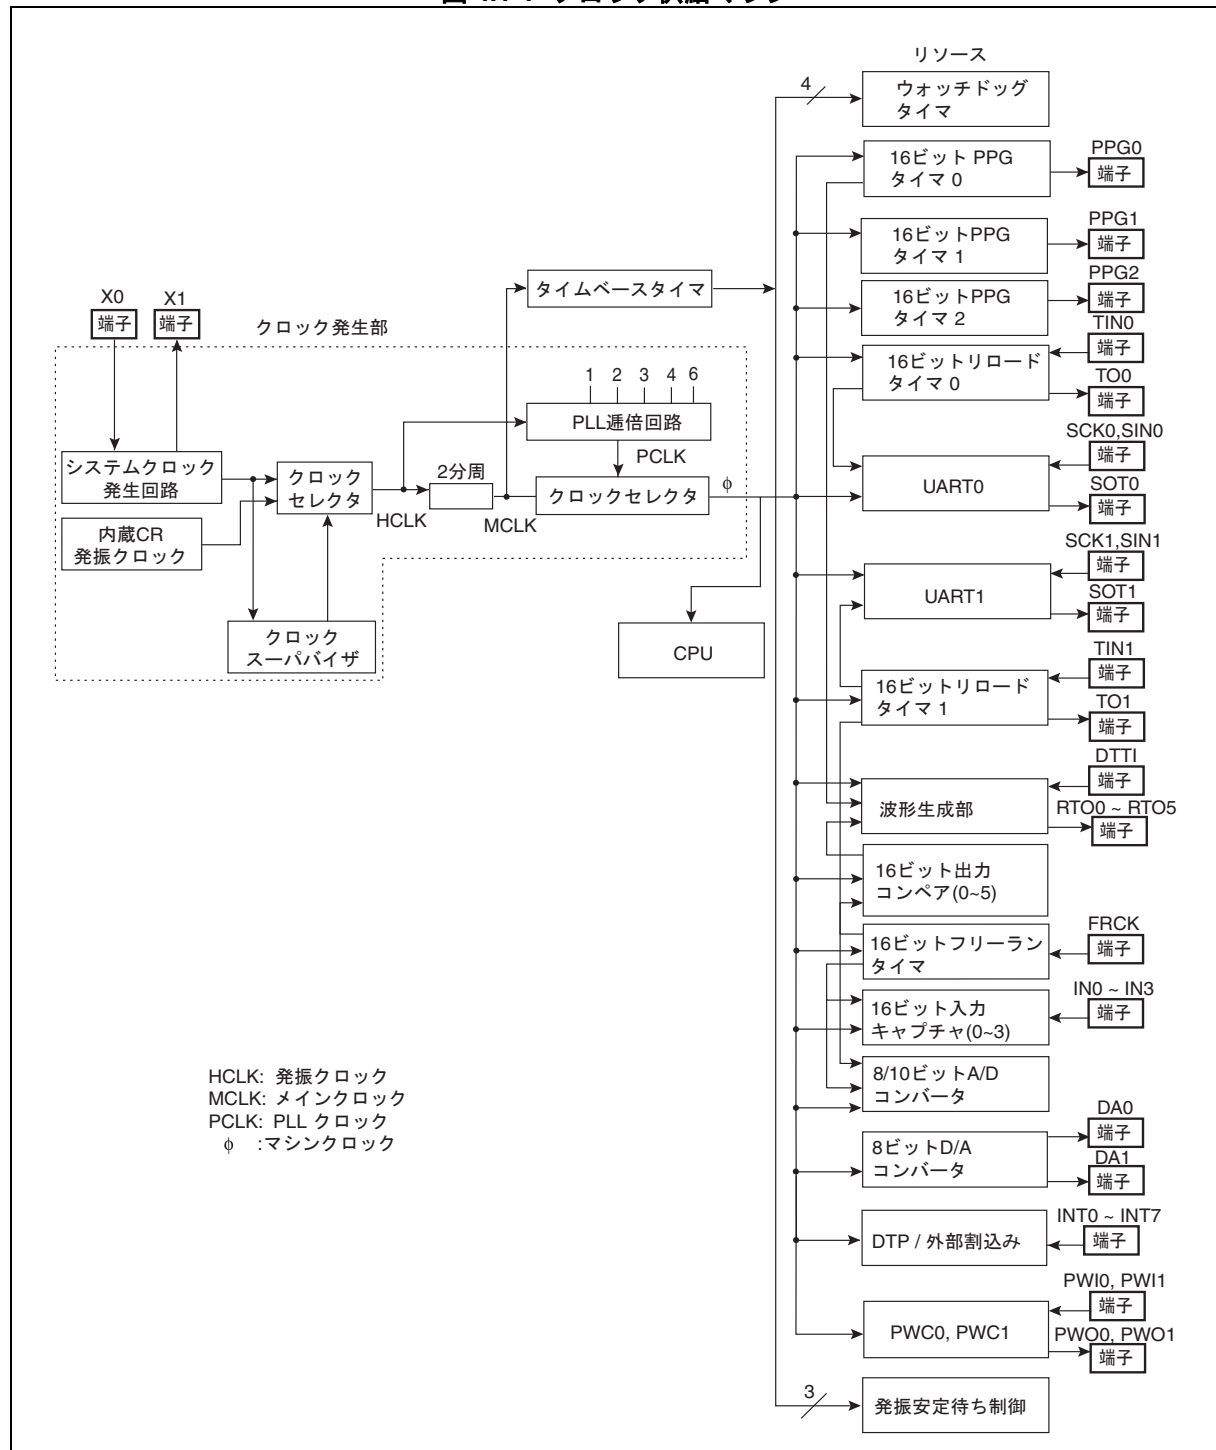 リソース
4
ウォッチドッグ
タイマ
16ビット PPG
タイマ 0
PPG0
端子
16ビットPPG
タイマ 1
PPG1
端子
タイムベースタイマ
16ビットPPG
タイマ 2
PPG2
端子
X0
端子
X1
端子
クロック発生部
16ビットリロード
タイマ 0
TIN0
端子
TO0
端子
1 2 3 4 6
PLL逓倍回路
PCLK
システムクロック
発生回路
クロック
セレクタ
HCLK
2分周
MCLK
クロックセレクタ
φ
UART0
SCK0,SIN0
端子
SOT0
端子
内蔵CR
発振クロック
クロック
スーパバイザ
CPU
UART1
SCK1,SIN1
端子
SOT1
端子
16ビットリロード
タイマ 1
TIN1
端子
TO1
端子
波形生成部
DTTI
端子
RTO0 ~ RTO5
端子
16ビット出力
コンペア(0~5)
16ビットフリーラン
タイマ
FRCK
端子
16ビット入力
キャプチャ(0~3)
IN0 ~ IN3
端子
8/10ビットA/D
コンバータ
HCLK: 発振クロック
MCLK: メインクロック
PCLK: PLL クロック
φ :マシンクロック
8ビットD/A
コンバータ
DA0
端子
DA1
端子
DTP / 外部割込み
INT0 ~ INT7
端子
PWC0, PWC1
PWI0, PWI1
端子
PWO0, PWO1
端子
3
発振安定待ち制御